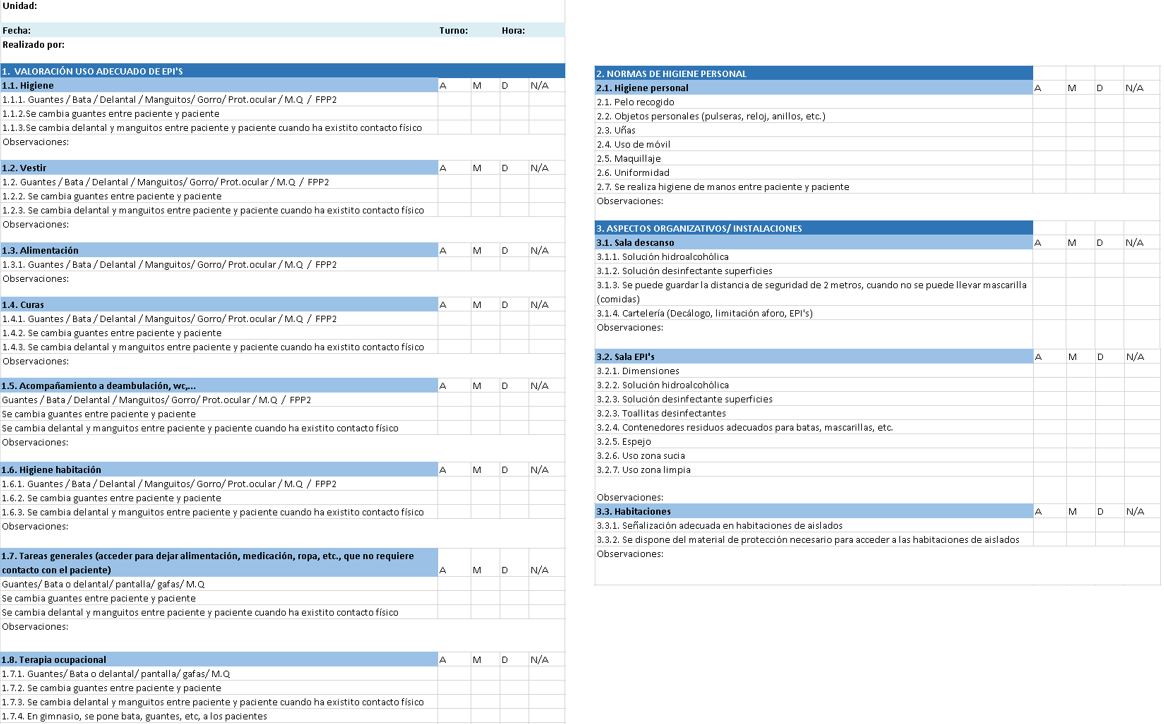 Unidad:
Fecha: Turno: Hora:
Realizado por:
1. VALORACIÓN USO ADECUADO DE EPI'S
1.1. Higiene A M D N/A
1.1.1. Guantes / Bata / Delantal / Manguitos/ Gorro/ Prot.ocular / M.Q / FPP2
1.1.2.Se cambia guantes entre paciente y paciente
1.1.3.Se cambia delantal y manguitos entre paciente y paciente cuando ha existito contacto físico
Observaciones:
1.2. Vestir A M D N/A
1.2. Guantes / Bata / Delantal / Manguitos/ Gorro/ Prot.ocular / M.Q / FPP2
1.2.2. Se cambia guantes entre paciente y paciente
1.2.3. Se cambia delantal y manguitos entre paciente y paciente cuando ha existito contacto físico
Observaciones:
1.3. Alimentación A M D N/A
1.3.1. Guantes / Bata / Delantal / Manguitos/ Gorro/ Prot.ocular / M.Q / FPP2
Observaciones:
1.4. Curas A M D N/A
1.4.1. Guantes / Bata / Delantal / Manguitos/ Gorro/ Prot.ocular / M.Q / FPP2
1.4.2. Se cambia guantes entre paciente y paciente
1.4.3. Se cambia delantal y manguitos entre paciente y paciente cuando ha existito contacto físico
Observaciones:
1.5. Acompañamiento a deambulación, wc,... A M D N/A
Guantes / Bata / Delantal / Manguitos/ Gorro/ Prot.ocular / M.Q / FPP2
Se cambia guantes entre paciente y paciente
Se cambia delantal y manguitos entre paciente y paciente cuando ha existito contacto físico
Observaciones:
1.6. Higiene habitación A M D N/A
1.6.1. Guantes / Bata / Delantal / Manguitos/ Gorro/ Prot.ocular / M.Q / FPP2
1.6.2. Se cambia guantes entre paciente y paciente
1.6.3. Se cambia delantal y manguitos entre paciente y paciente cuando ha existito contacto físico
Observaciones:
1.7. Tareas generales (acceder para dejar alimentación, medicación, ropa, etc., que no requiere
contacto con el paciente) A M D N/A
Guantes/ Bata o delantal/ pantalla/ gafas/ M.Q
Se cambia guantes entre paciente y paciente
Se cambia delantal y manguitos entre paciente y paciente cuando ha existito contacto físico
Observaciones:
1.8. Terapia ocupacional A M D N/A
1.7.1. Guantes/ Bata o delantal/ pantalla/ gafas/ M.Q
1.7.2. Se cambia guantes entre paciente y paciente
1.7.3. Se cambia delantal y manguitos entre paciente y paciente cuando ha existito contacto físico
1.7.4. En gimnasio, se pone bata, guantes, etc, a los pacientes
2. NORMAS DE HIGIENE PERSONAL
2.1. Higiene personal A M D N/A
2.1. Pelo recogido
2.2. Objetos personales (pulseras, reloj, anillos, etc.)
2.3. Uñas
2.4. Uso de móvil
2.5. Maquillaje
2.6. Uniformidad
2.7. Se realiza higiene de manos entre paciente y paciente
Observaciones:
3. ASPECTOS ORGANIZATIVOS/ INSTALACIONES
3.1. Sala descanso A M D N/A
3.1.1. Solución hidroalcohólica
3.1.2. Solución desinfectante superficies
3.1.3. Se puede guardar la distancia de seguridad de 2 metros, cuando no se puede llevar mascarilla
(comidas)
3.1.4. Cartelería (Decálogo, limitación aforo, EPI's)
Observaciones:
3.2. Sala EPI's A M D N/A
3.2.1. Dimensiones
3.2.2. Solución hidroalcohólica
3.2.3. Solución desinfectante superficies
3.2.3. Toallitas desinfectantes
3.2.4. Contenedores residuos adecuados para batas, mascarillas, etc.
3.2.5. Espejo
3.2.6. Uso zona sucia
3.2.7. Uso zona limpia
Observaciones:
3.3. Habitaciones A M D N/A
3.3.1. Señalización adecuada en habitaciones de aislados
3.3.2. Se dispone del material de protección necesario para acceder a las habitaciones de aislados
Observaciones: